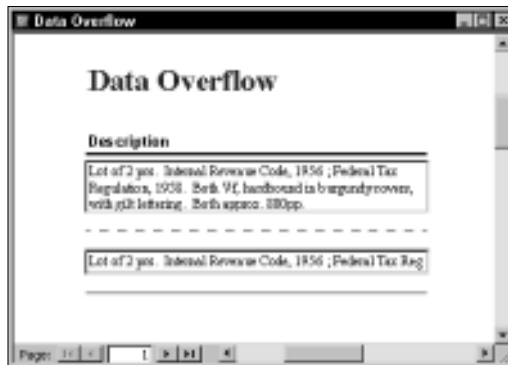 Data Overflow
Data Overflow
Description
Lot of 2 pcs. Internal Revenue Code, 1956 ; Federal Tax
Regulation, 1958. Both Vf, hardbound in burgundy covers,
with gilt lettering. Both approx. 800pp.
Lot of 2 pcs. Internal Revenue Code, 1956 ; Federal Tax Reg
Page: 1